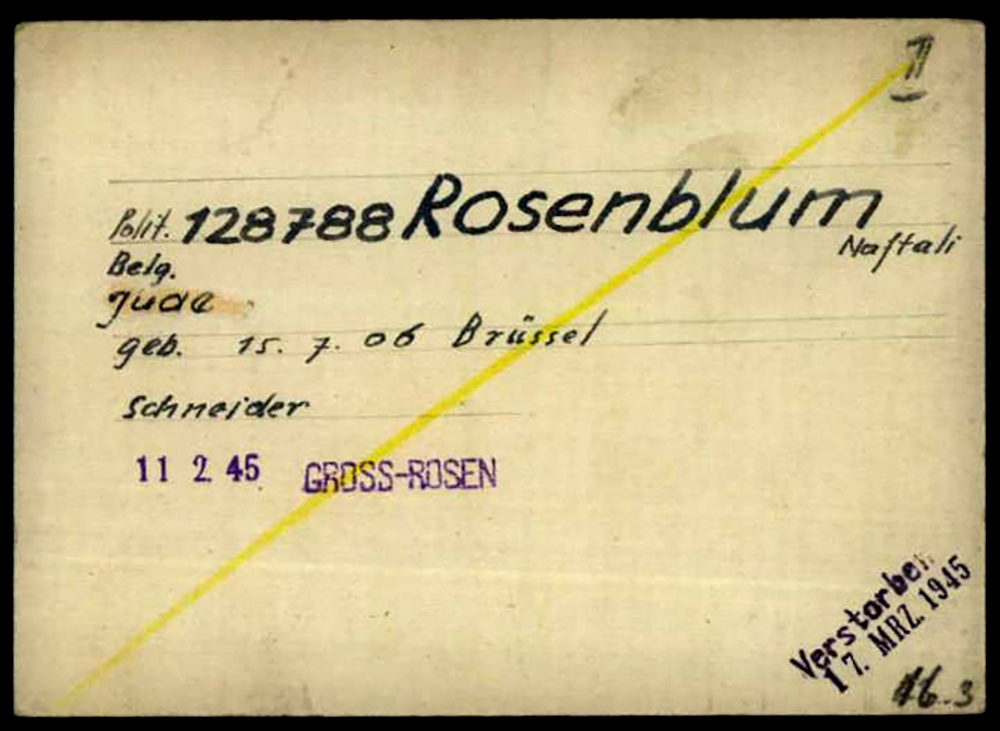 II
Polit. 128788 Rosenblum
Naftali
Belg.
Jude
geb. 15. 7. 06 Brüssel
Schneider
11 2 45 GROSS-ROSEN
Verstorben
17. MRZ. 1945
16.3